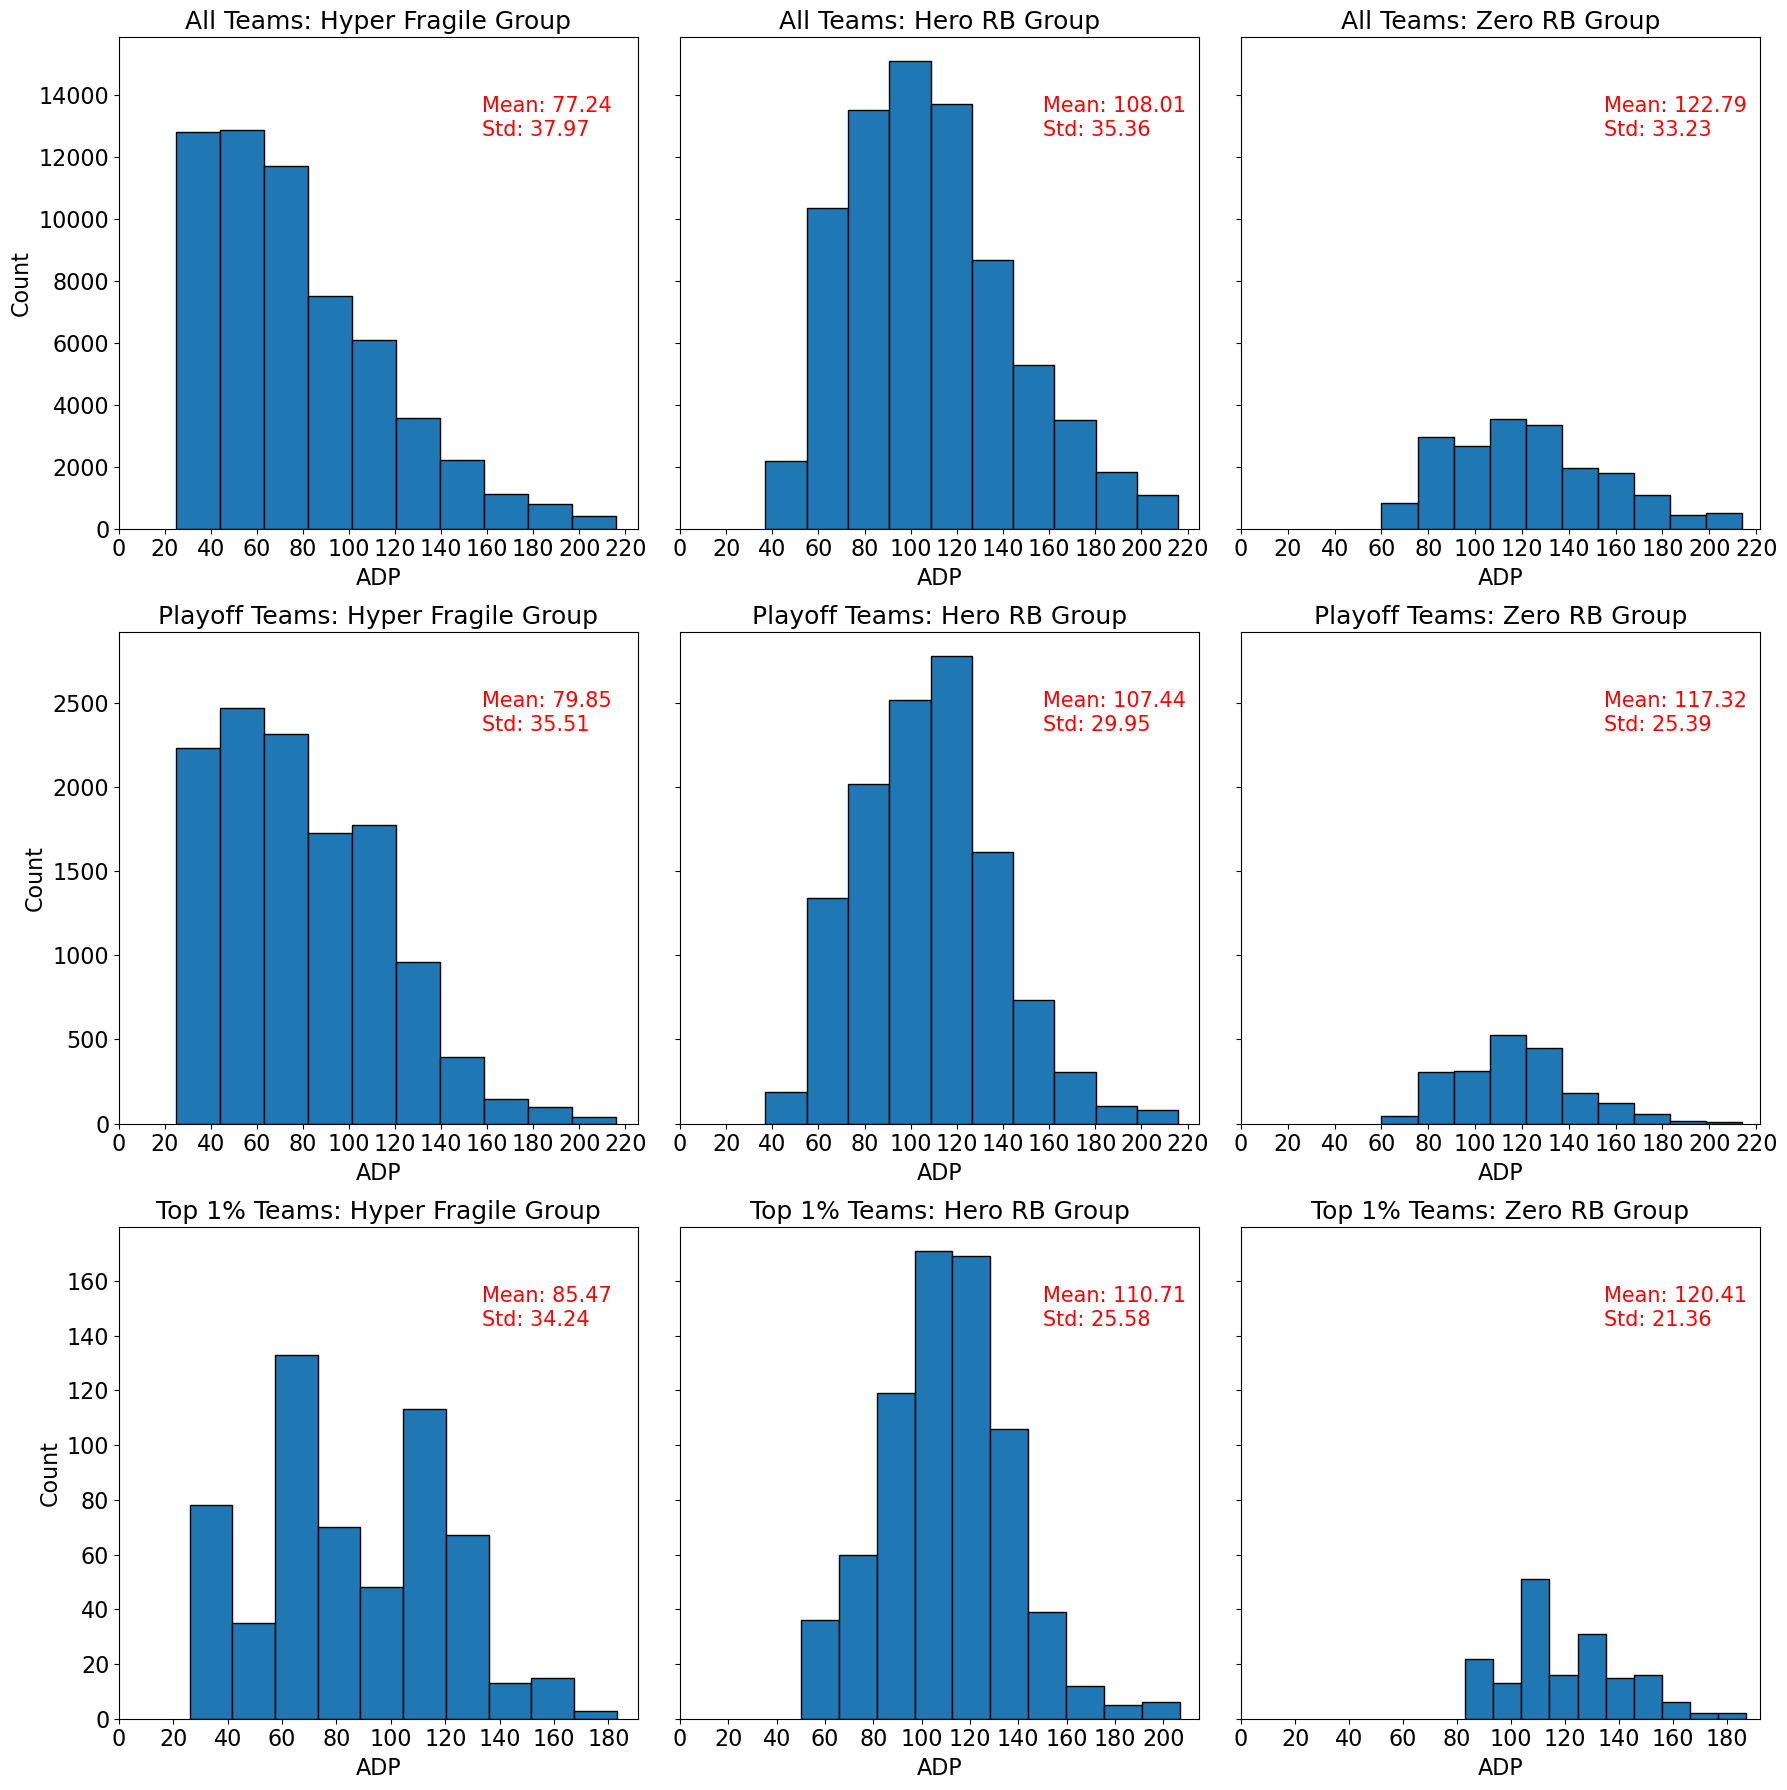 All Teams: Hyper Fragile Group
All Teams: Hero RB Group
All Teams: Zero RB Group
Mean: 77.24
Std: 37.97
Mean: 108.01
Std: 35.36
Mean: 122.79
Std: 33.23
14000
12000
10000
8000
6000
4000
2000
0
Count
0 20 40 60 80 100 120 140 160 180 200 220
0 20 40 60 80 100 120 140 160 180 200 220
0 20 40 60 80 100 120 140 160 180 200 220
ADP
ADP
ADP
Playoff Teams: Hyper Fragile Group
Playoff Teams: Hero RB Group
Playoff Teams: Zero RB Group
Mean: 79.85
Std: 35.51
Mean: 107.44
Std: 29.95
Mean: 117.32
Std: 25.39
2500
2000
1500
1000
500
0
Count
0 20 40 60 80 100 120 140 160 180 200 220
0 20 40 60 80 100 120 140 160 180 200 220
0 20 40 60 80 100 120 140 160 180 200 220
ADP
ADP
ADP
Top 1% Teams: Hyper Fragile Group
Top 1% Teams: Hero RB Group
Top 1% Teams: Zero RB Group
Mean: 85.47
Std: 34.24
Mean: 110.71
Std: 25.58
Mean: 120.41
Std: 21.36
160
140
120
100
80
60
40
20
0
Count
0 20 40 60 80 100 120 140 160 180
0 20 40 60 80 100 120 140 160 180 200
0 20 40 60 80 100 120 140 160 180
ADP
ADP
ADP